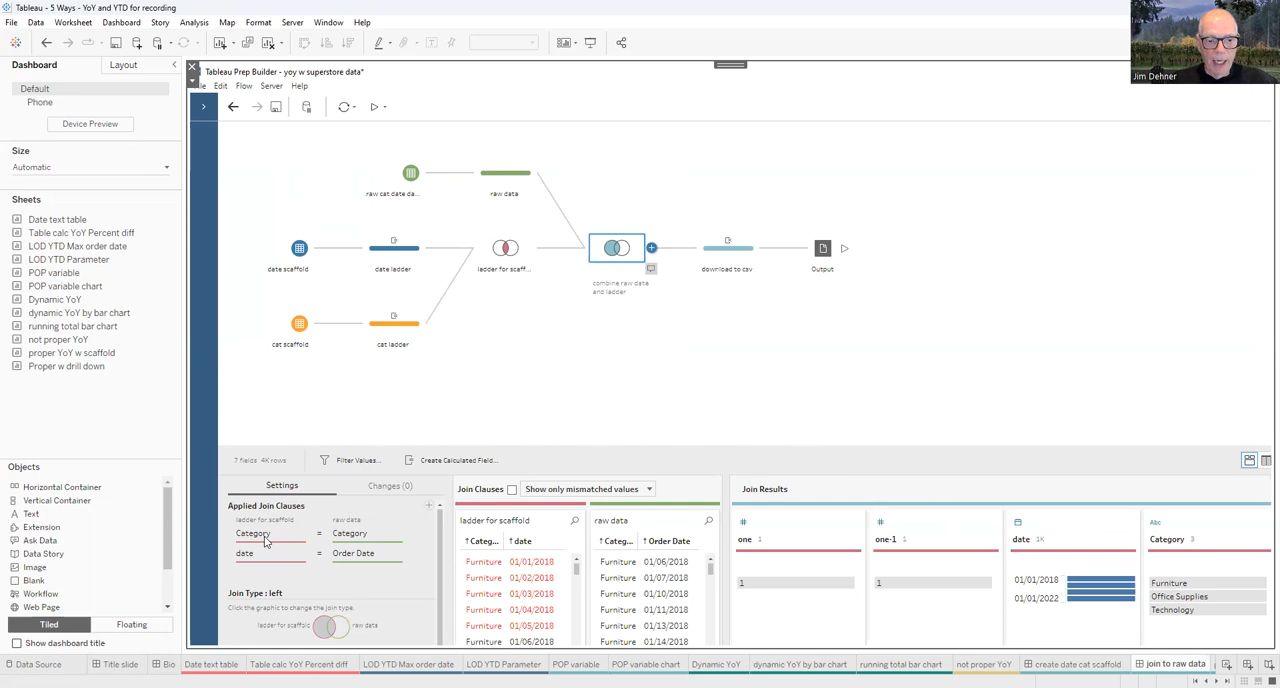 Tableau - 5 Ways - YoY and YTD for recording
File Data Worksheet Dashboard Story Analysis Map Format Server Window Help
Jim Dehner
Dashboard Layout
Default
Phone
Device Preview
Size
Automatic
Sheets
Date text table
Table calc YoY Percent diff
LOD YTD Max order date
LOD YTD Parameter
POP variable
POP variable chart
Dynamic YoY
dynamic YoY by bar chart
running total bar chart
not proper YoY
proper YoY w scaffold
Proper w drill down
Objects
Horizontal Container
Vertical Container
Text
Extension
Ask Data
Data Story
Image
Blank
Workflow
Web Page
Tiled Floating
Show dashboard title
Tableau Prep Builder - yoy w superstore data*
le Edit Flow Server Help
raw cat date da... raw data
date scaffold date ladder ladder for scaff... download to csv Output
combine raw data
and ladder
cat scaffold cat ladder
7 fields 4K rows Filter Values... Create Calculated Field...
Settings Changes (0)
Applied Join Clauses
ladder for scaffold raw data
Category = Category
date = Order Date
Join Type : left
Click the graphic to change the join type.
ladder for scaffold raw data
Join Clauses Show only mismatched values
ladder for scaffold raw data
Categ... date Categ... Order Date
Furniture 01/01/2018 Furniture 01/06/2018
Furniture 01/02/2018 Furniture 01/07/2018
Furniture 01/03/2018 Furniture 01/10/2018
Furniture 01/04/2018 Furniture 01/11/2018
Furniture 01/05/2018 Furniture 01/13/2018
Furniture 01/06/2018 Furniture 01/14/2018
Join Results
# # Abc
one 1 one-1 1 date 1K Category 3
1 1 01/01/2018 Furniture
01/01/2022 Office Supplies
Technology
Data Source Title slide Bio Date text table Table calc YoY Percent diff LOD YTD Max order date LOD YTD Parameter POP variable POP variable chart Dynamic YoY dynamic YoY by bar chart running total bar chart not proper YoY create date cat scaffold join to raw data